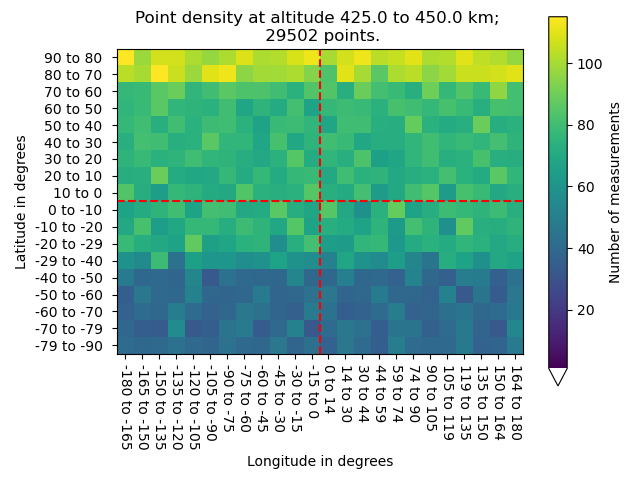 Point density at altitude 425.0 to 450.0 km;
29502 points.
Latitude in degrees
90 to 80
80 to 70
70 to 60
60 to 50
50 to 40
40 to 30
30 to 20
20 to 10
10 to 0
0 to -10
-10 to -20
-20 to -29
-29 to -40
-40 to -50
-50 to -60
-60 to -70
-70 to -79
-79 to -90
-180 to -165
-165 to -150
-150 to -135
-135 to -120
-120 to -105
-105 to -90
-90 to -75
-75 to -60
-60 to -45
-45 to -30
-30 to -15
-15 to 0
0 to 14
14 to 30
30 to 44
44 to 59
59 to 74
74 to 90
90 to 105
105 to 119
119 to 135
135 to 150
150 to 164
164 to 180
Longitude in degrees
100
80
60
40
20
Number of measurements